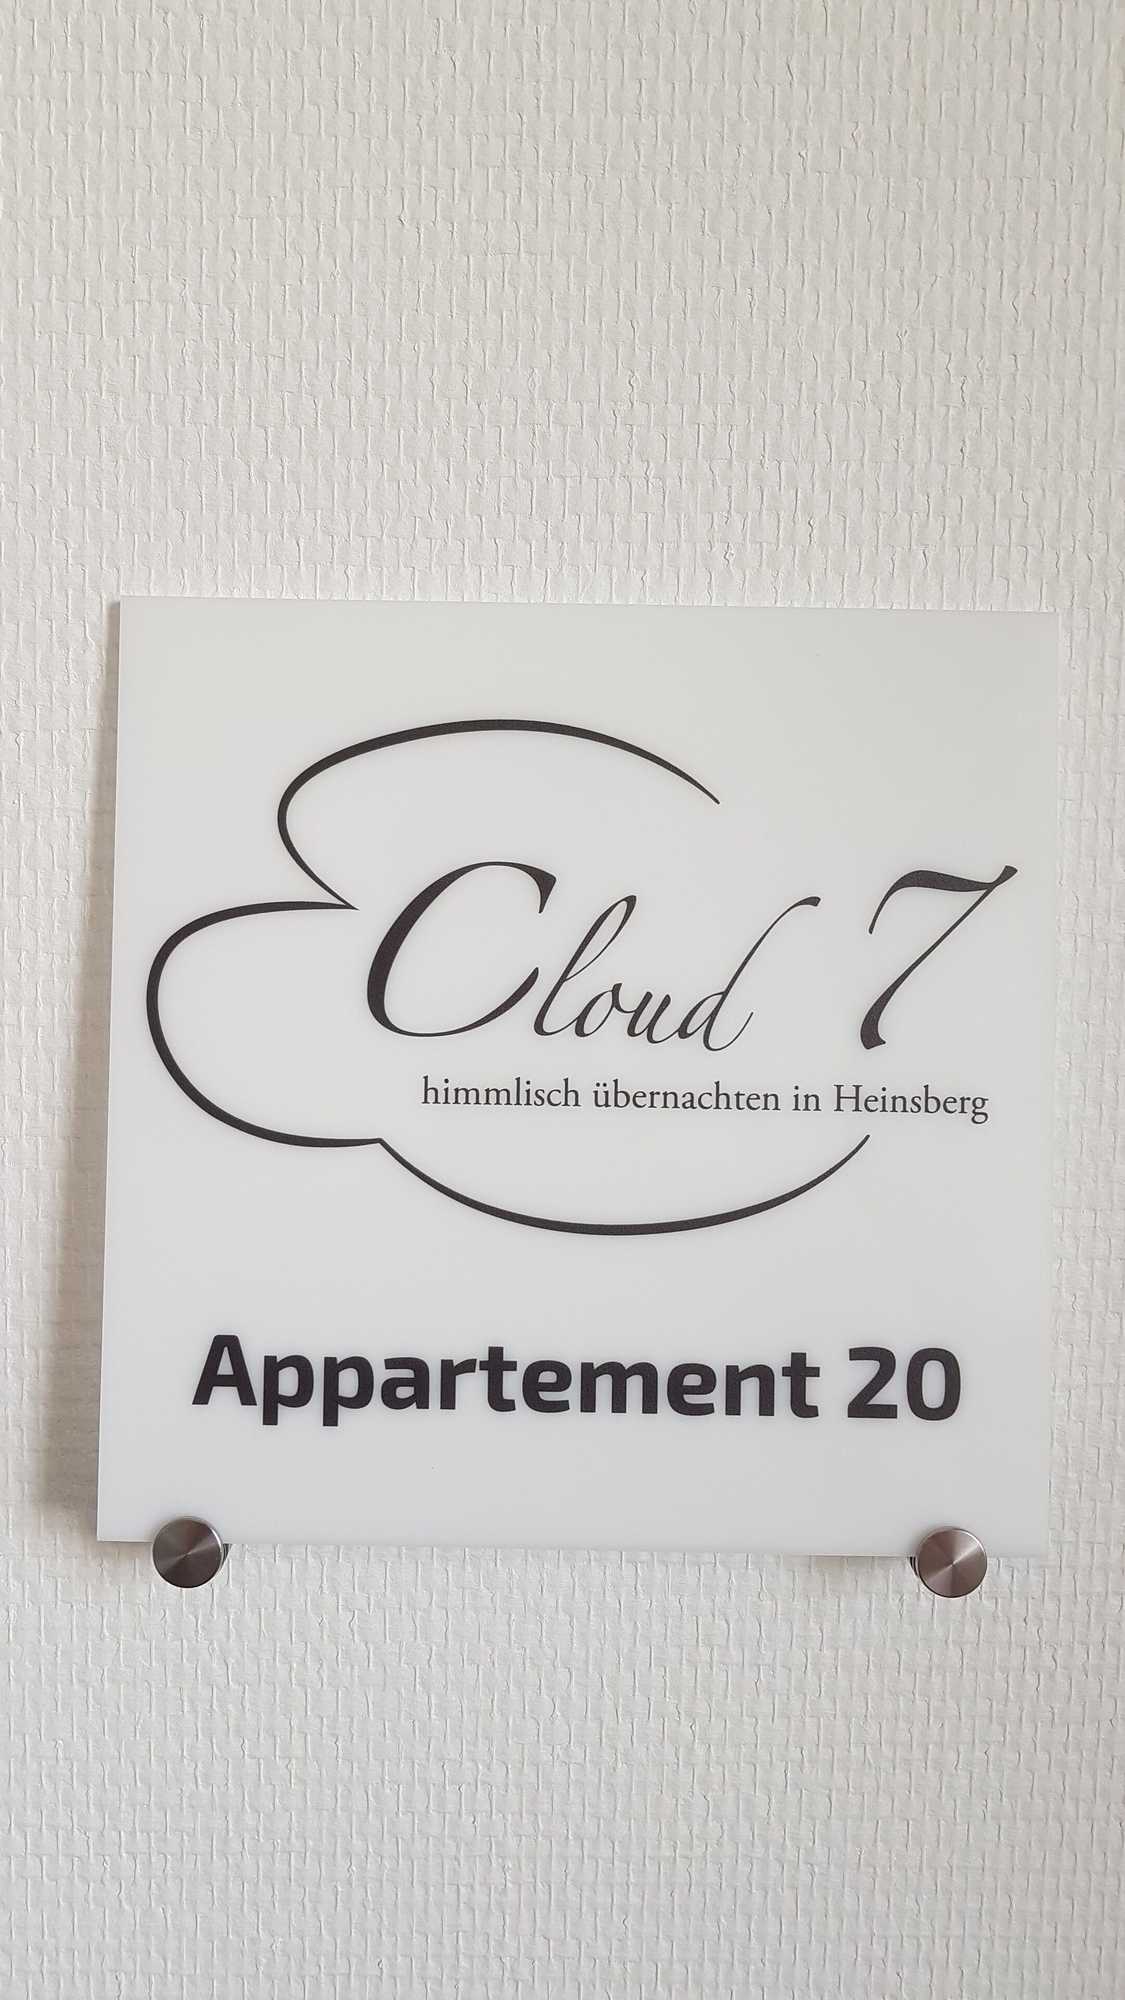 Cloud 7
himmlisch übernachten in Heinsberg
Appartement 20